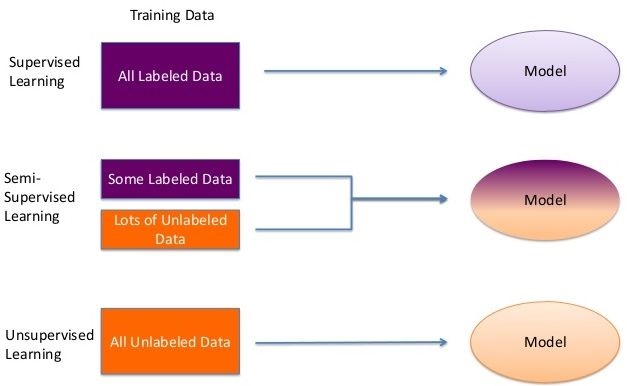 Training Data
Supervised
Learning
All Labeled Data
Model
Semi-
Supervised
Learning
Some Labeled Data
Lots of Unlabeled
Data
Model
Unsupervised
Learning
All Unlabeled Data
Model